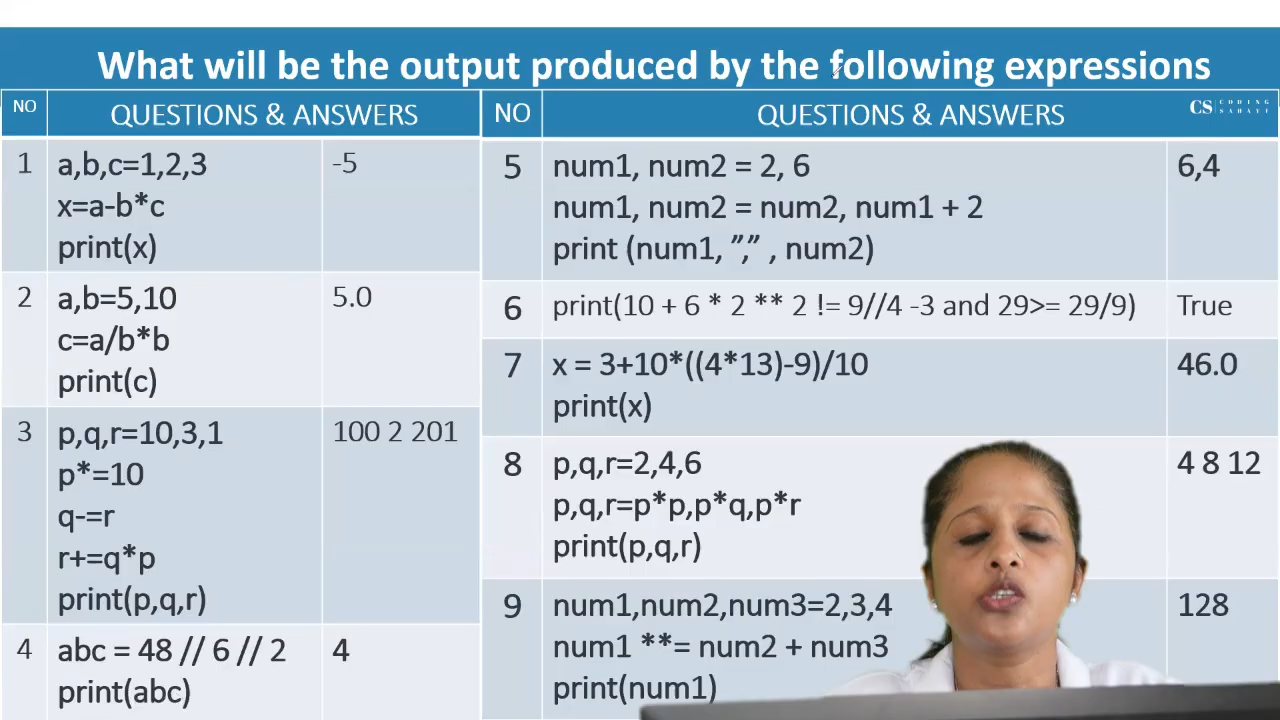 What will be the output produced by the following expressions
NO
QUESTIONS & ANSWERS
1
a,b,c=1,2,3
x=a-b*c
print(x)
-5
2
a,b=5,10
c=a/b*b
print(c)
5.0
3
p,q,r=10,3,1
p*=10
q-=r
r+=q*p
print(p,q,r)
100 2 201
4
abc = 48 // 6 // 2
print(abc)
4
NO
QUESTIONS & ANSWERS
CS CODING
SAHAVI
5
num1, num2 = 2, 6
num1, num2 = num2, num1 + 2
print (num1, ”,” , num2)
6,4
6
print(10 + 6 * 2 ** 2 != 9//4 -3 and 29>= 29/9)
True
7
x = 3+10*((4*13)-9)/10
print(x)
46.0
8
p,q,r=2,4,6
p,q,r=p*p,p*q,p*r
print(p,q,r)
4 8 12
9
num1,num2,num3=2,3,4
num1 **= num2 + num3
print(num1)
128